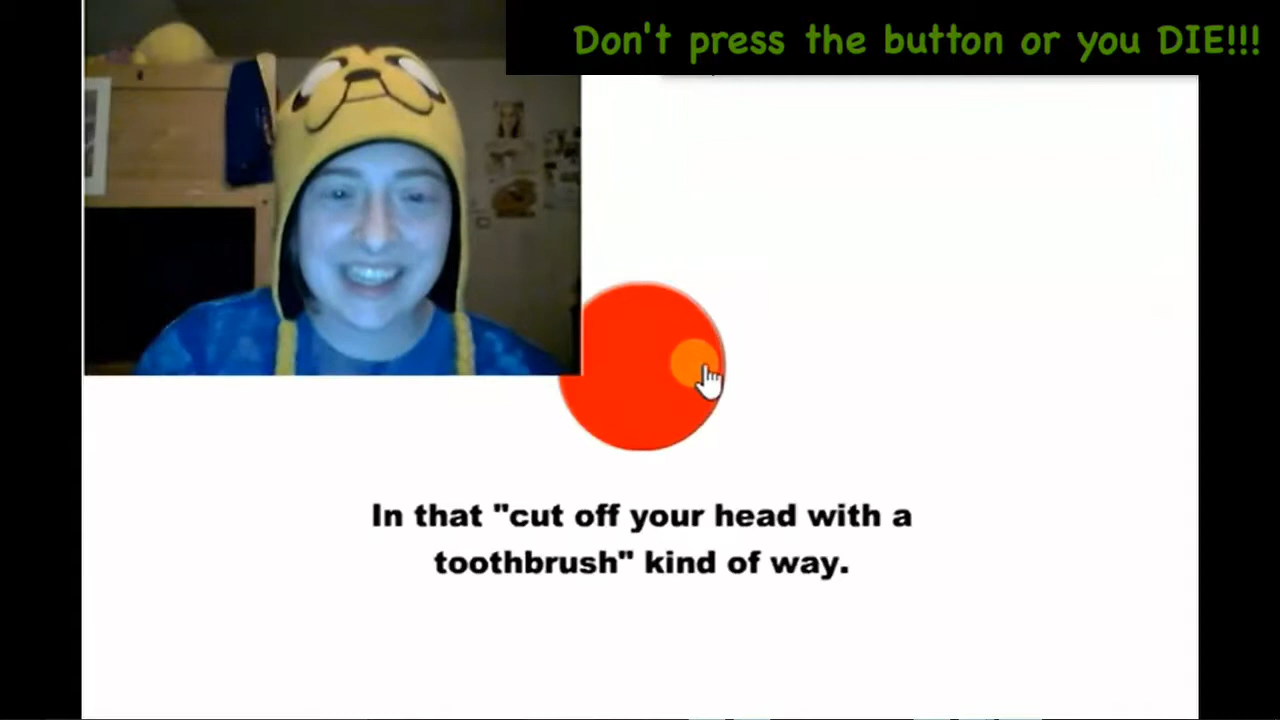 Don't press the button or you DIE!!!
In that "cut off your head with a
toothbrush" kind of way.